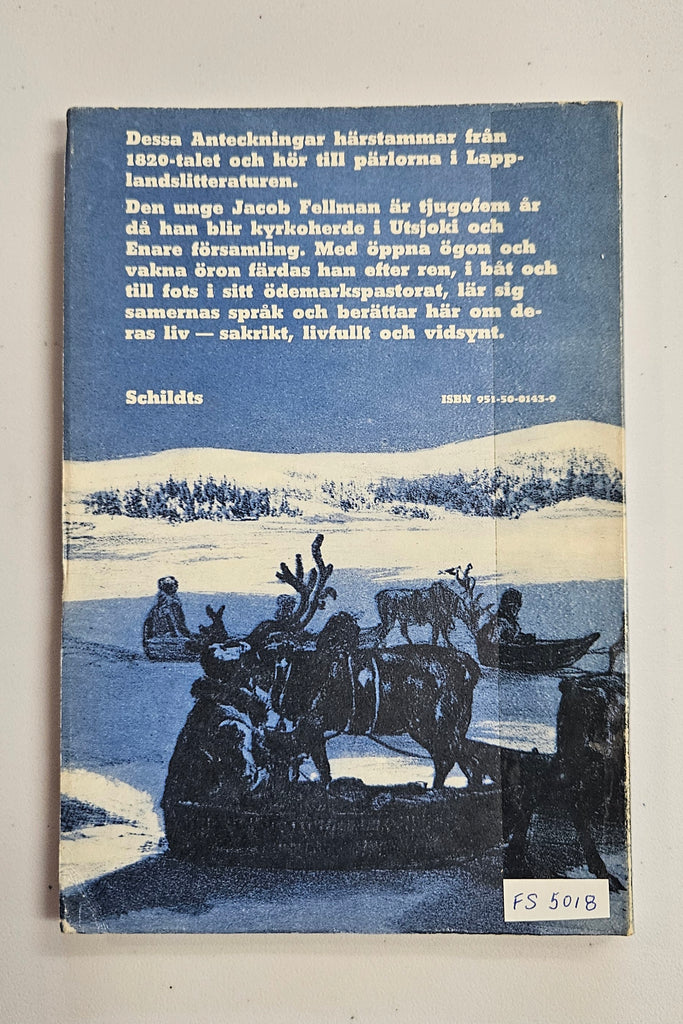 Dessa Anteckningar härstammar från
1820-talet och hör till pärlorna i Lapp-
landslitteraturen.
Den unge Jacob Fellman är tjugofem år
då han blir kyrkoherde i Utsjoki och
Enare församling. Med öppna ögon och
vakna öron färdas han efter ren, i båt och
till fots i sitt ödemarkspastorat, lär sig
samernas språk och berättar här om de-
ras liv — sakrikt, livfullt och vidsynt.
Schildts
ISBN 951-50-0143-9
FS 5018